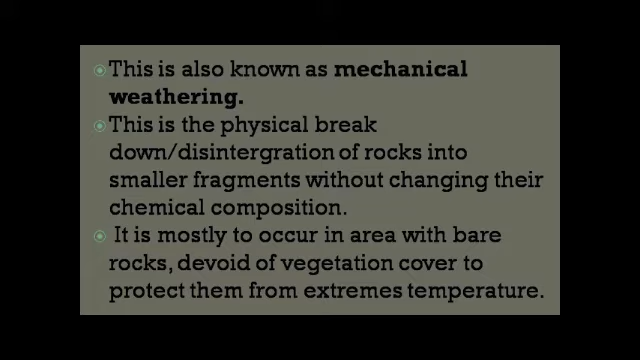 This is also known as mechanical
weathering.
This is the physical break
down/disintergration of rocks into
smaller fragments without changing their
chemical composition.
It is mostly to occur in area with bare
rocks, devoid of vegetation cover to
protect them from extremes temperature.